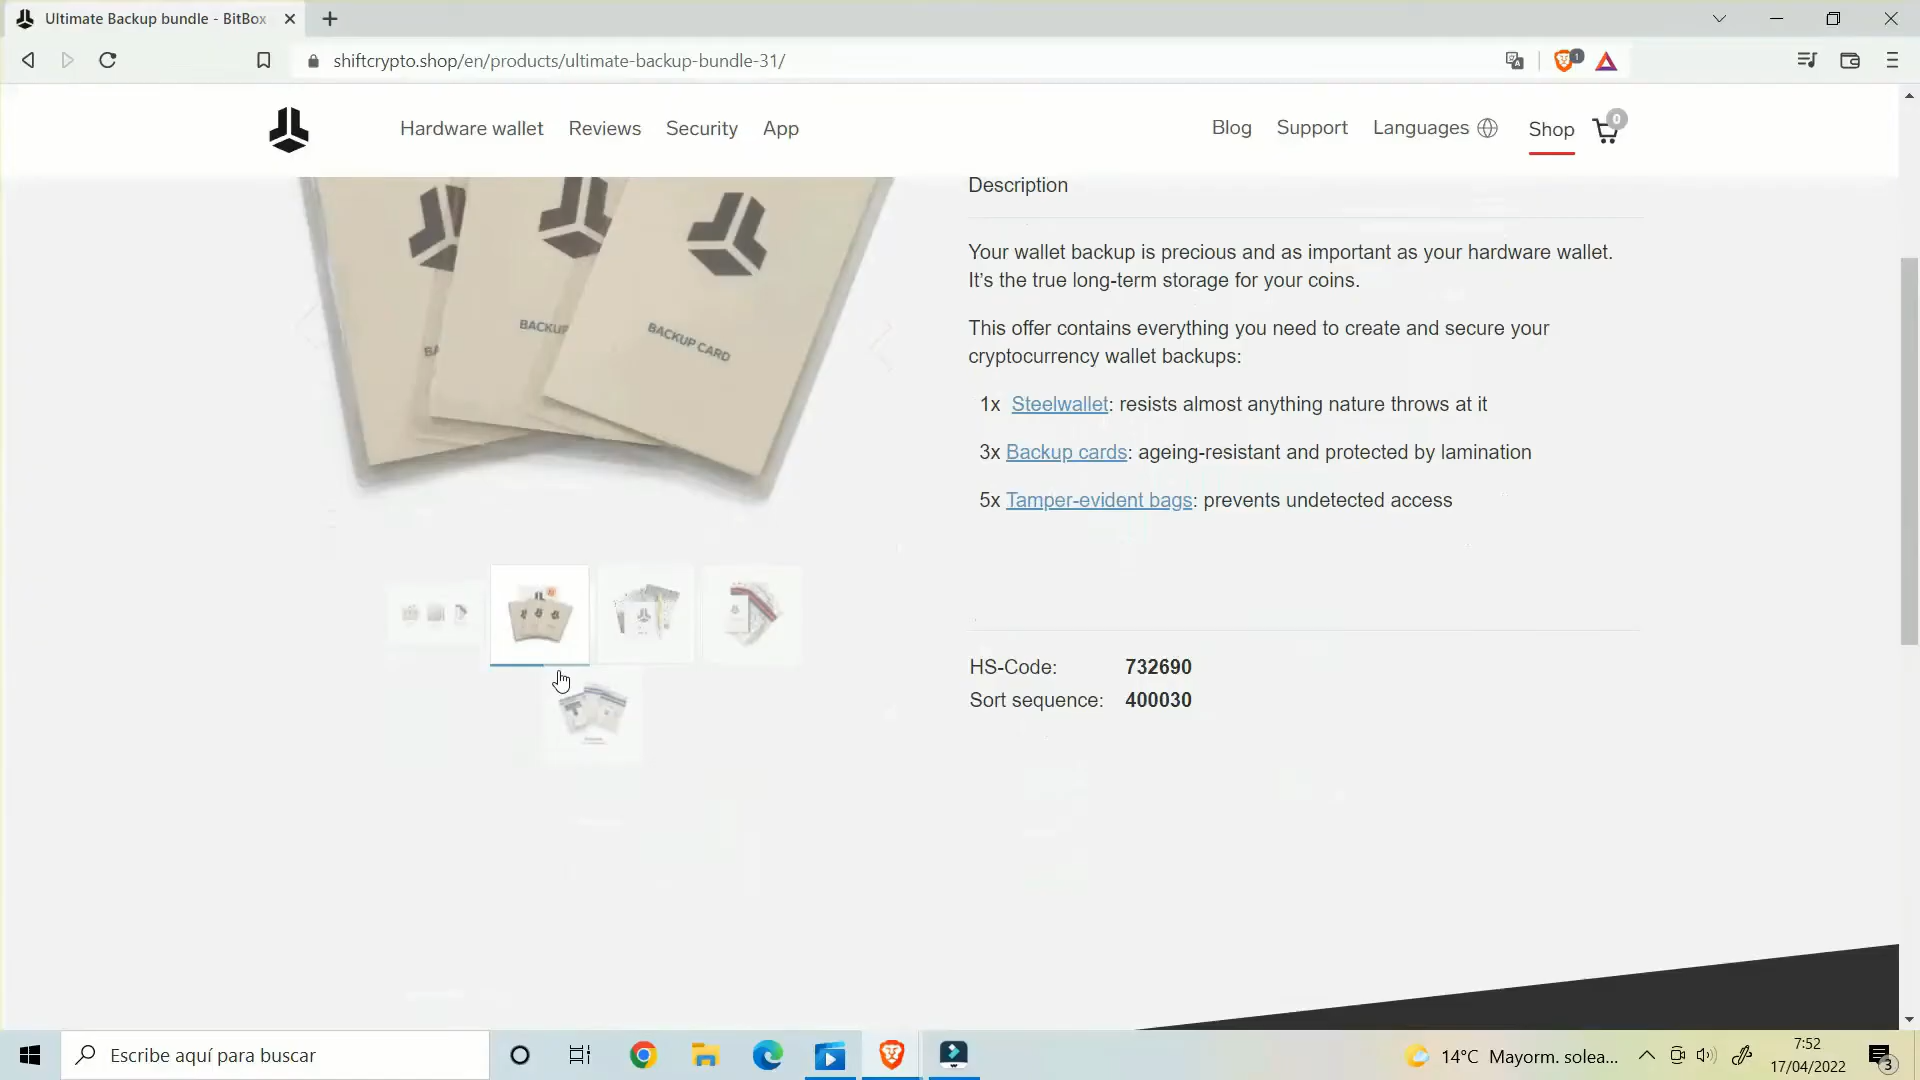 Ultimate Backup bundle - BitBox
shiftcrypto.shop/en/products/ultimate-backup-bundle-31/
1
Hardware wallet Reviews Security App Blog Support Languages Shop 0
Description
Your wallet backup is precious and as important as your hardware wallet.
It's the true long-term storage for your coins.
This offer contains everything you need to create and secure your
cryptocurrency wallet backups:
1x Steelwallet: resists almost anything nature throws at it
3x Backup cards: ageing-resistant and protected by lamination
5x Tamper-evident bags: prevents undetected access
BACKUP CARD
HS-Code: 732690
Sort sequence: 400030
Escribe aquí para buscar
14°C Mayorm. solea...
7:52
17/04/2022
3